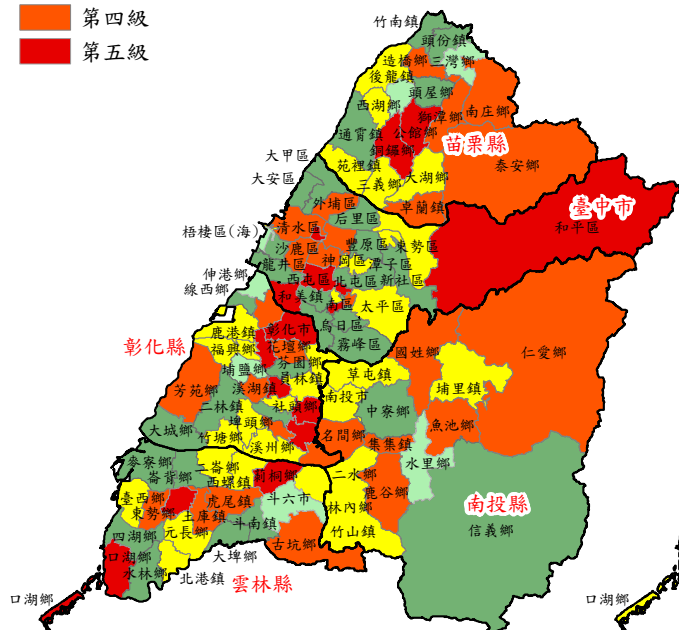 第四級
第五級
竹南鎮
頭份鎮
造橋鄉
三灣鄉
後龍鎮
頭屋鄉
西湖鄉
獅潭鄉
南庄鄉
通霄鎮
公館鄉
苗栗縣
銅鑼鄉
泰安鄉
苑裡鎮
三義鄉
大湖鄉
卓蘭鎮
大甲區
大安區
外埔區
后里區
臺中市
和平區
梧棲區(海)
清水區
沙鹿區
豐原區
東勢區
神岡區
潭子區
龍井區
西屯區
北屯區
新社區
伸港鄉
線西鄉
和美鎮
南區
太平區
烏日區
霧峰區
彰化縣
鹿港鎮
彰化市
福興鄉
花壇鄉
芬園鄉
埔鹽鄉
員林鎮
芳苑鄉
溪湖鎮
社頭鄉
二林鎮
埤頭鄉
大城鄉
竹塘鄉
溪州鄉
國姓鄉
仁愛鄉
草屯鎮
埔里鎮
南投市
中寮鄉
魚池鄉
名間鄉
集集鎮
水里鄉
二水鄉
鹿谷鄉
南投縣
信義鄉
林內鄉
竹山鎮
麥寮鄉
崙背鄉
二崙鄉
西螺鎮
莿桐鄉
斗六市
臺西鄉
東勢鄉
虎尾鎮
土庫鎮
斗南鎮
四湖鄉
元長鄉
古坑鄉
口湖鄉
水林鄉
大埤鄉
北港鎮
雲林縣
口湖鄉
口湖鄉